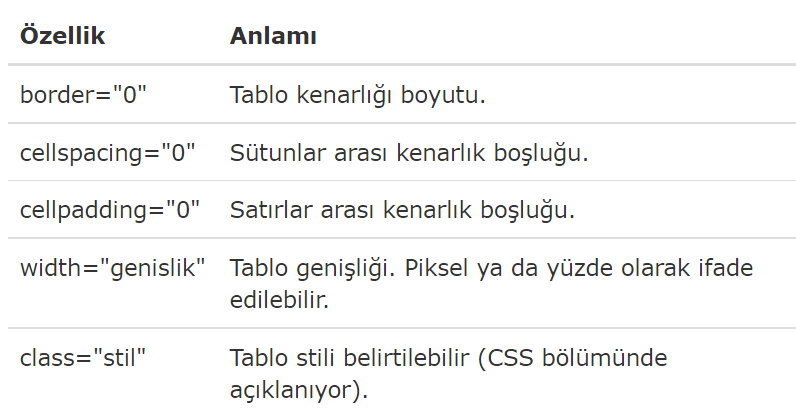 Özellik Anlamı
border="0" Tablo kenarlığı boyutu.
cellspacing="0" Sütunlar arası kenarlık boşluğu.
cellpadding="0" Satırlar arası kenarlık boşluğu.
width="genislik" Tablo genişliği. Piksel ya da yüzde olarak ifade
edilebilir.
class="stil" Tablo stili belirtilebilir (CSS bölümünde
açıklanıyor).